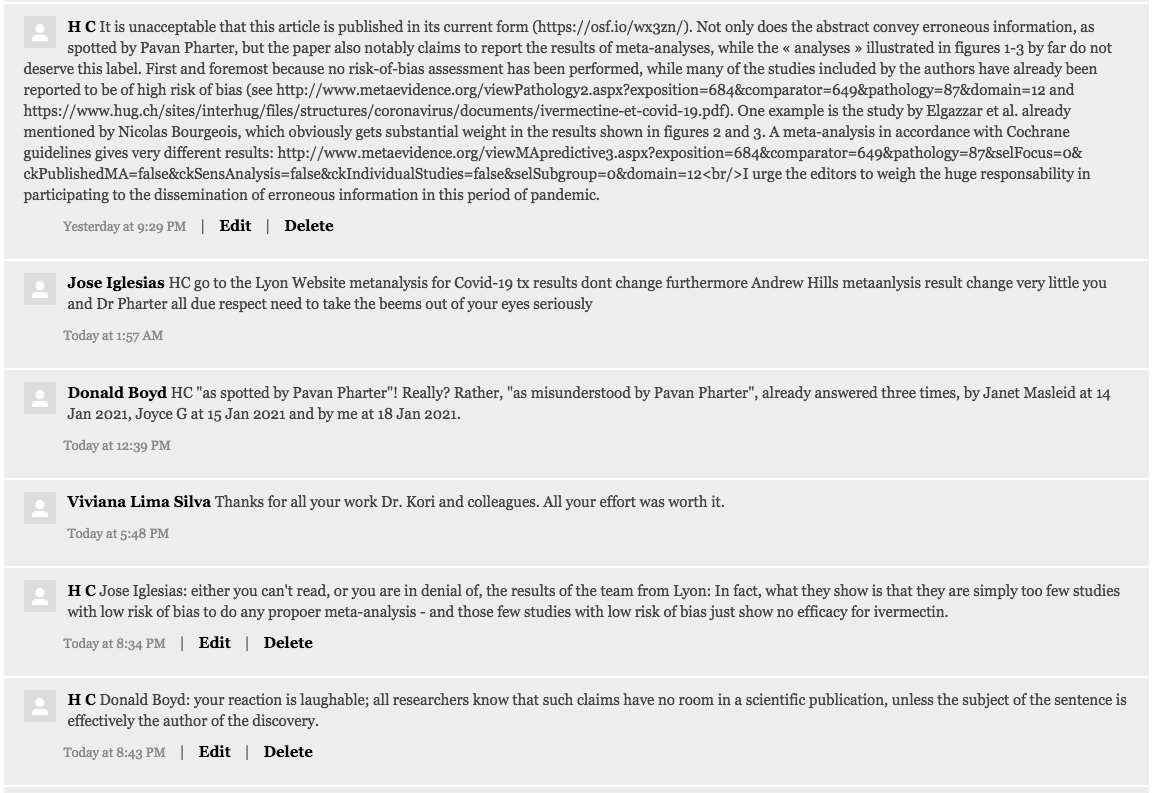 H C It is unacceptable that this article is published in its current form (https://osf.io/wx3zn/). Not only does the abstract convey erroneous information, as
spotted by Pavan Pharter, but the paper also notably claims to report the results of meta-analyses, while the « analyses » illustrated in figures 1-3 by far do not
deserve this label. First and foremost because no risk-of-bias assessment has been performed, while many of the studies included by the authors have already been
reported to be of high risk of bias (see http://www.metaevidence.org/viewPathology2.aspx?exposition=684&comparator=649&pathology=87&domain=12 and
https://www.hug.ch/sites/interhug/files/structures/coronavirus/documents/ivermectine-et-covid-19.pdf). One example is the study by Elgazzar et al. already
mentioned by Nicolas Bourgeois, which obviously gets substantial weight in the results shown in figures 2 and 3. A meta-analysis in accordance with Cochrane
guidelines gives very different results: http://www.metaevidence.org/viewMApredictive3.aspx?exposition=684&comparator=649&pathology=87&selFocus=0&
ckPublishedMA=false&ckSensAnalysis=false&ckIndividualStudies=false&selSubgroup=0&domain=12<br/>I urge the editors to weigh the huge responsability in
participating to the dissemination of erroneous information in this period of pandemic.
Yesterday at 9:29 PM | Edit | Delete
Jose Iglesias HC go to the Lyon Website metanalysis for Covid-19 tx results dont change furthermore Andrew Hills metaanlysis result change very little you
and Dr Pharter all due respect need to take the beems out of your eyes seriously
Today at 1:57 AM
Donald Boyd HC "as spotted by Pavan Pharter"! Really? Rather, "as misunderstood by Pavan Pharter", already answered three times, by Janet Masleid at 14
Jan 2021, Joyce G at 15 Jan 2021 and by me at 18 Jan 2021.
Today at 12:39 PM
Viviana Lima Silva Thanks for all your work Dr. Kori and colleagues. All your effort was worth it.
Today at 5:48 PM
H C Jose Iglesias: either you can't read, or you are in denial of, the results of the team from Lyon: In fact, what they show is that they are simply too few studies
with low risk of bias to do any propoer meta-analysis - and those few studies with low risk of bias just show no efficacy for ivermectin.
Today at 8:34 PM | Edit | Delete
H C Donald Boyd: your reaction is laughable; all researchers know that such claims have no room in a scientific publication, unless the subject of the sentence is
effectively the author of the discovery.
Today at 8:43 PM | Edit | Delete